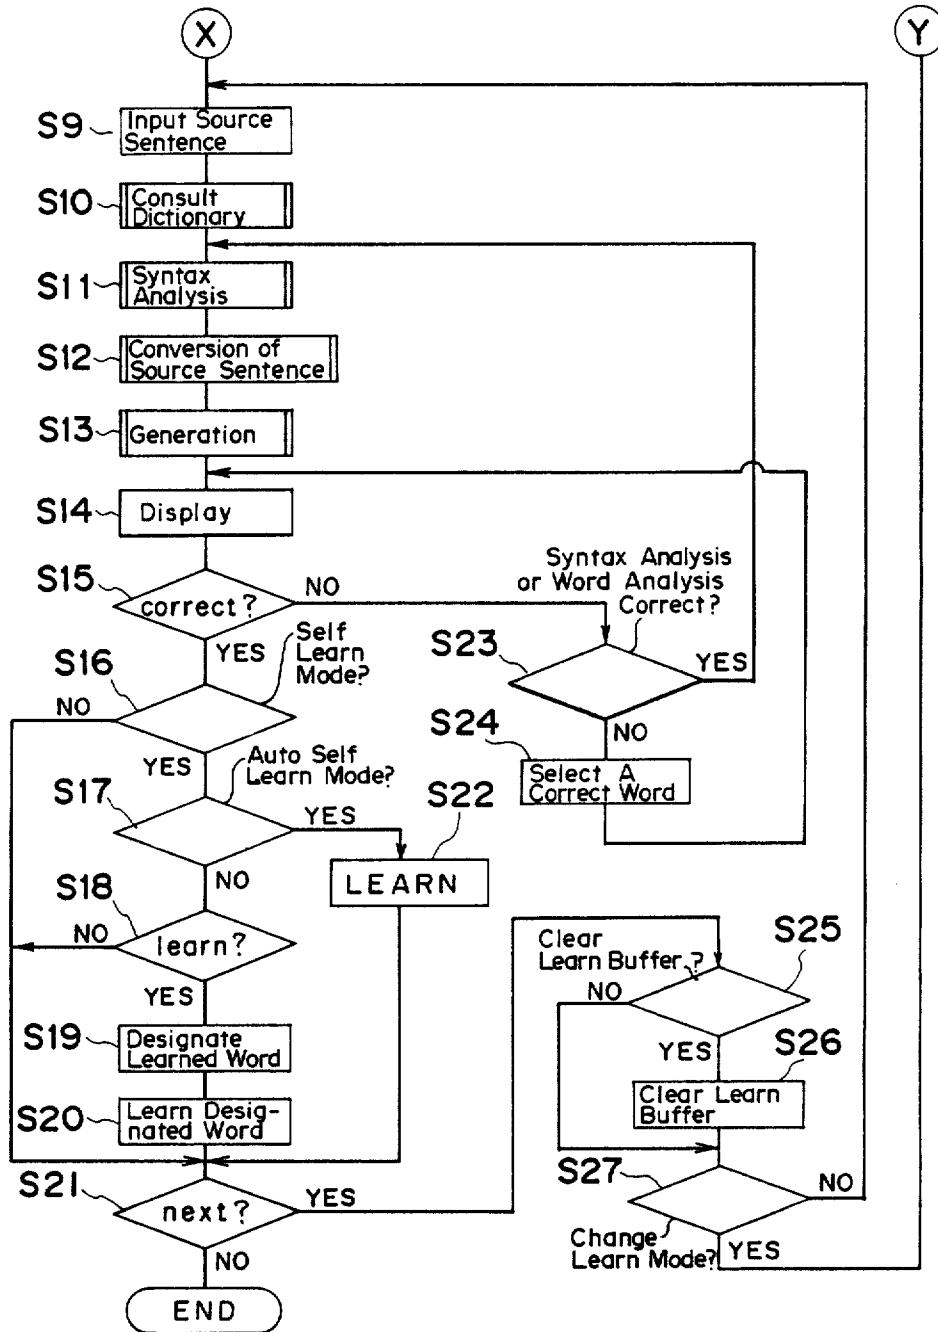 X
Y
S9
Input Source
Sentence
S10
Consult
Dictionary
S11
Syntax
Analysis
S12
Conversion of
Source Sentence
S13
Generation
S14
Display
S15
correct?
NO
YES
Syntax Analysis
or Word Analysis
Correct?
S23
YES
NO
S24
Select A
Correct Word
S16
Self
Learn
Mode?
NO
YES
S17
Auto Self
Learn Mode?
YES
NO
S22
LEARN
S18
learn?
NO
YES
S19
Designate
Learned Word
S20
Learn Desig-
nated Word
S21
next?
YES
NO
END
Clear
Learn Buffer?
S25
NO
YES
S26
Clear Learn
Buffer
S27
NO
Change
Learn Mode?
YES